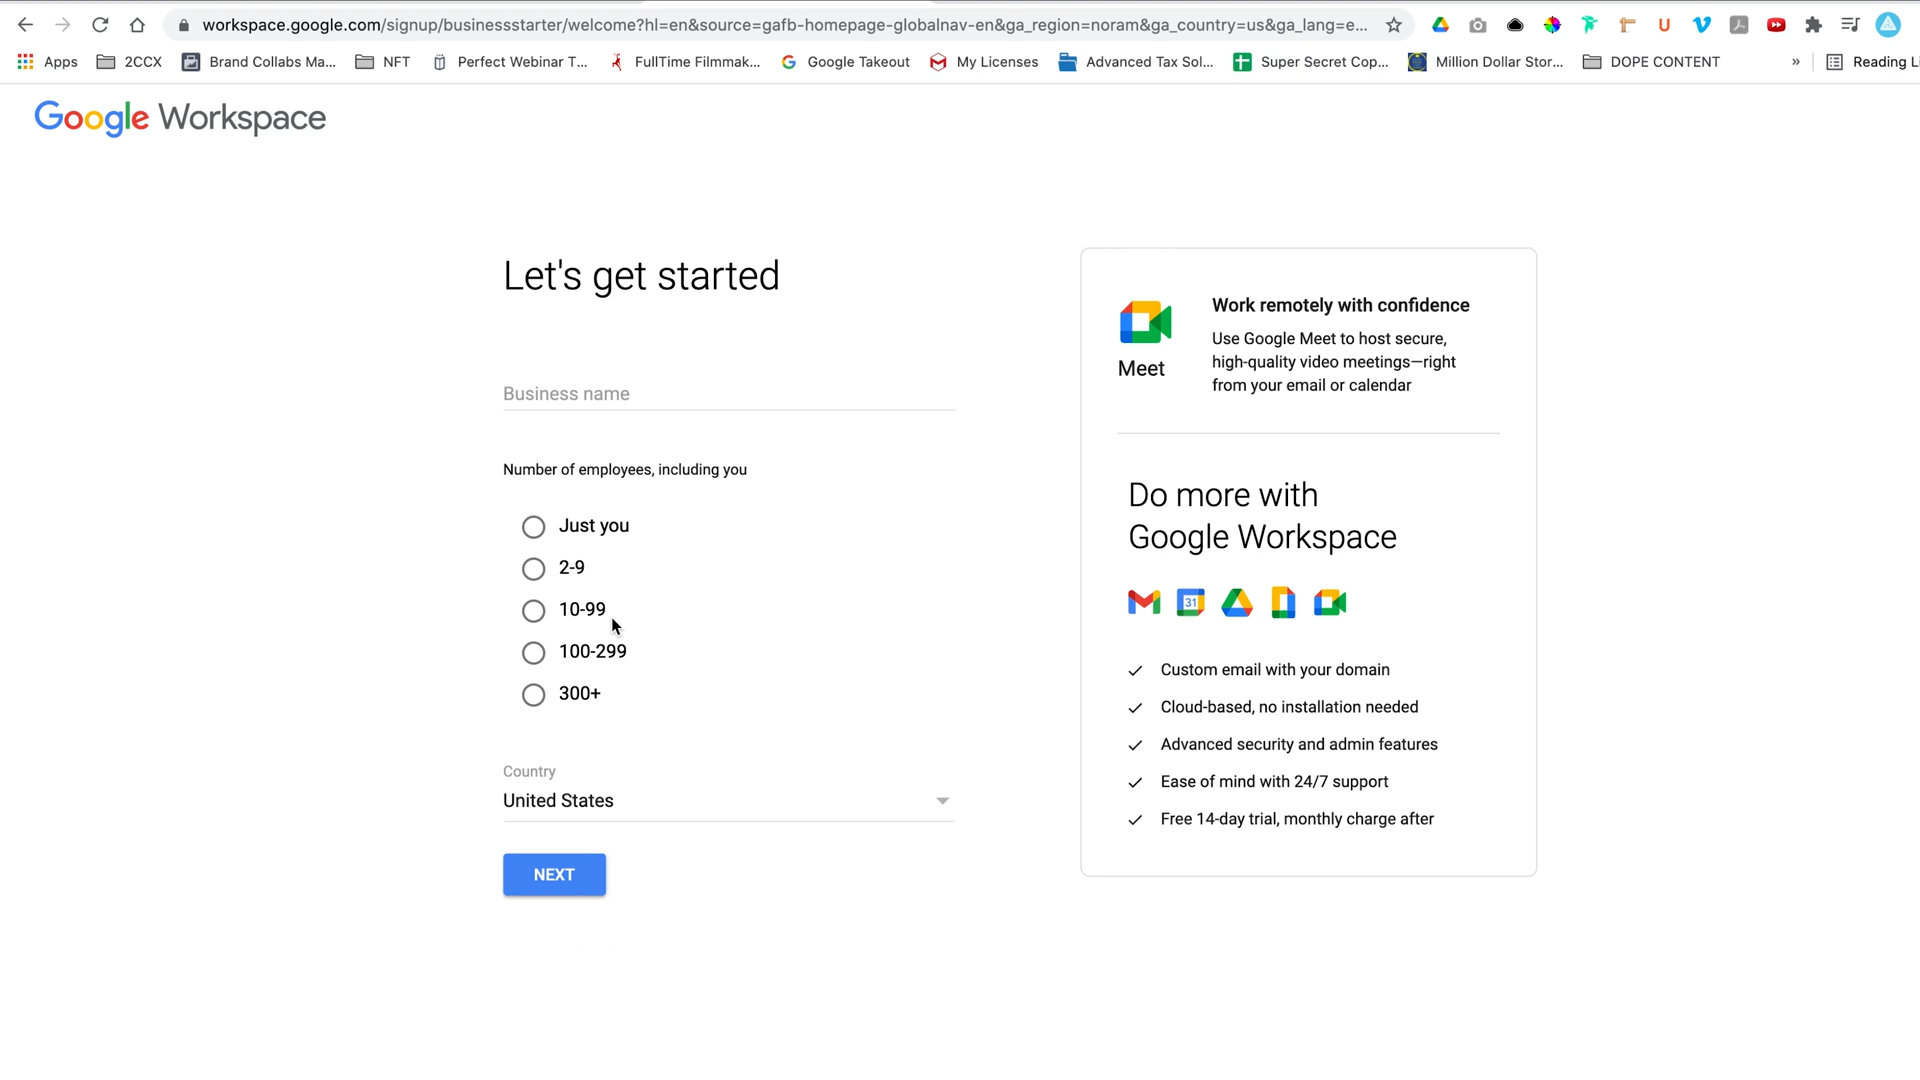 workspace.google.com/signup/businessstarter/welcome?hl=en&source=gafb-homepage-globalnav-en&ga_region=noram&ga_country=us&ga_lang=e...
Apps 2CCX Brand Collabs Ma... NFT Perfect Webinar T... FullTime Filmmak... Google Takeout My Licenses Advanced Tax Sol... Super Secret Cop... Million Dollar Stor... DOPE CONTENT » Reading Li
Google Workspace
Let's get started
Business name
Number of employees, including you
Just you
2-9
10-99
100-299
300+
Country
United States
NEXT
Meet
Work remotely with confidence
Use Google Meet to host secure,
high-quality video meetings—right
from your email or calendar
Do more with
Google Workspace
31
Custom email with your domain
Cloud-based, no installation needed
Advanced security and admin features
Ease of mind with 24/7 support
Free 14-day trial, monthly charge after